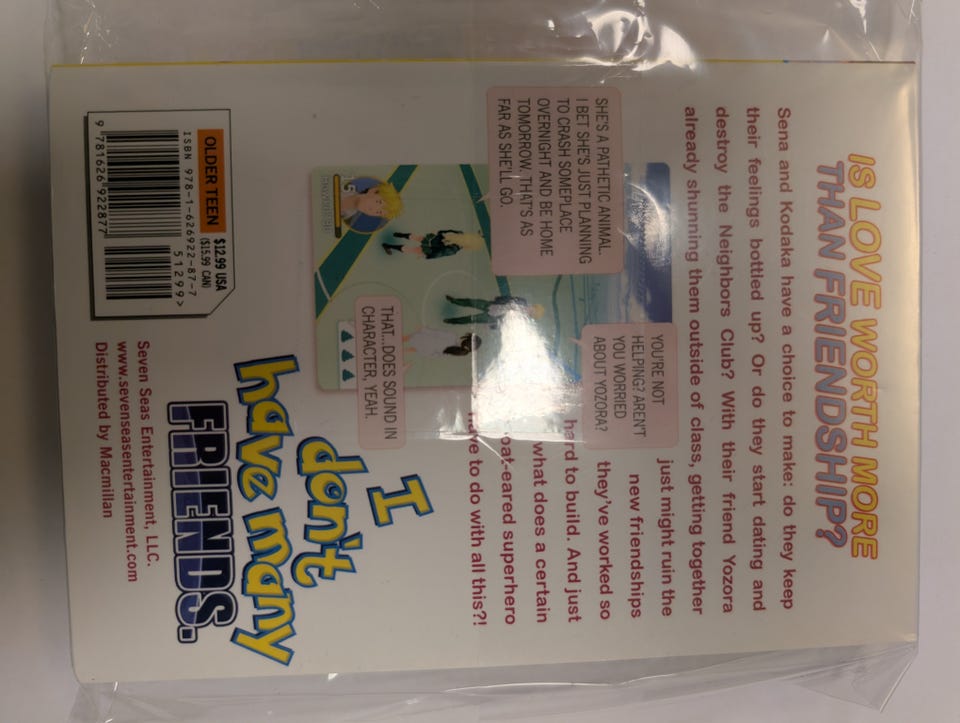 IS LOVE WORTH MORE
THAN FRIENDSHIP?
Sena and Kodaka have a choice to make: do they keep
their feelings bottled up? Or do they start dating and
destroy the Neighbors Club? With their friend Yozora
already shunning them outside of class, getting together
just might ruin the
new friendships
they've worked so
hard to build. And just
what does a certain
oat-eared superhero
have to do with all this?!
YOU'RE NOT
HELPING? AREN'T
YOU WORRIED
ABOUT YOZORA?
SHE'S A PATHETIC ANIMAL.
I BET SHE'S JUST PLANNING
TO CRASH SOMEPLACE
OVERNIGHT AND BE HOME
TOMORROW. THAT'S AS
FAR AS SHE'LL GO.
THAT...DOES SOUND IN
CHARACTER, YEAH.
I
don't
have many
FRIENDS.
OLDER TEEN
$12.99 USA
($15.99 CAN)
ISBN 978-1-626922-87-7
51299>
9 781626 922877
Seven Seas Entertainment, LLC.
www.sevenseasentertainment.com
Distributed by Macmillan